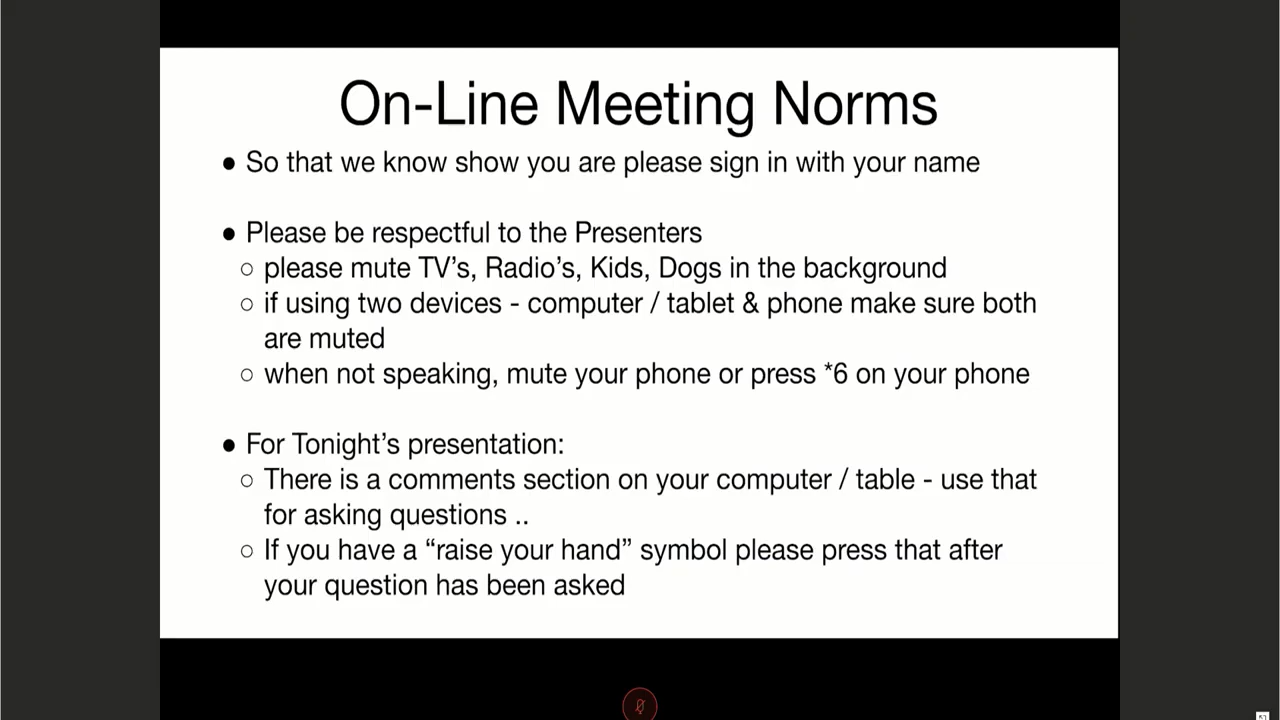 On-Line Meeting Norms
● So that we know show you are please sign in with your name
● Please be respectful to the Presenters
○ please mute TV’s, Radio’s, Kids, Dogs in the background
○ if using two devices - computer / tablet & phone make sure both
are muted
○ when not speaking, mute your phone or press *6 on your phone
● For Tonight’s presentation:
○ There is a comments section on your computer / table - use that
for asking questions ..
○ If you have a “raise your hand” symbol please press that after
your question has been asked